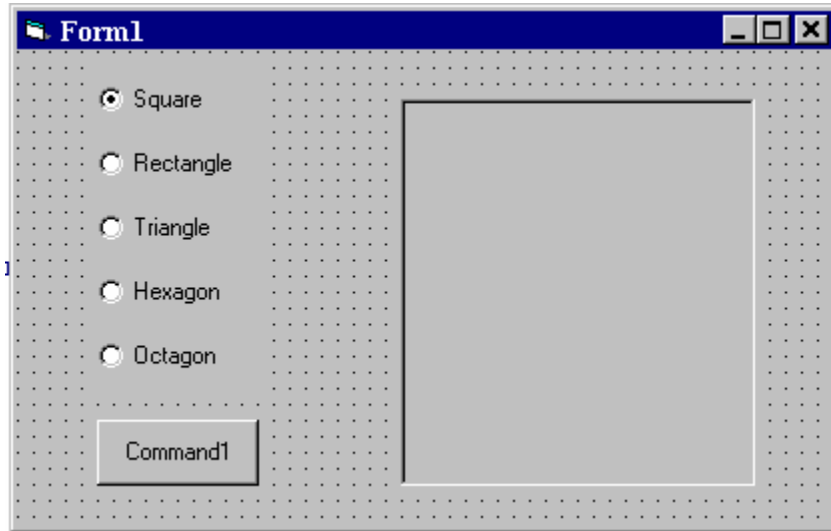 Form1
Square
Rectangle
Triangle
Hexagon
Octagon
Command1